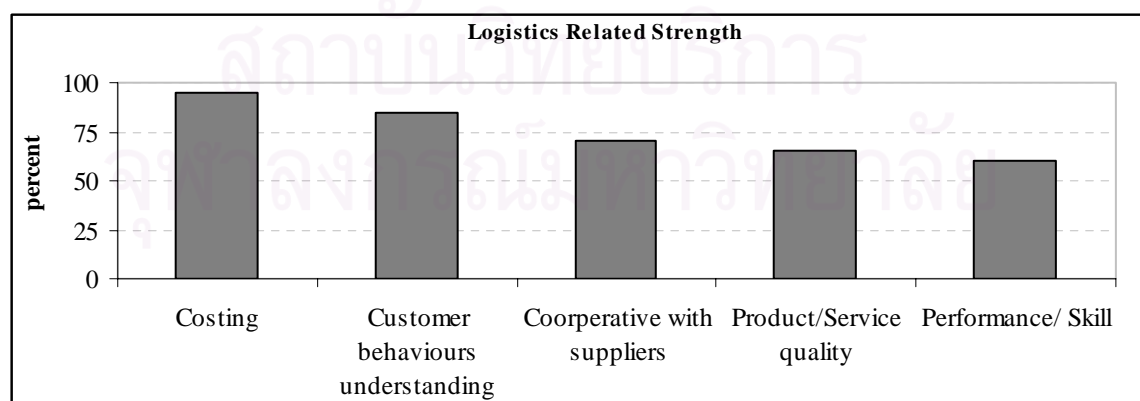 สถาบันวิทยบริการ
จุฬาลงกรณ์มหาวิทยาลัย
Logistics Related Strength
percent
100
75
50
25
0
Costing
Customer
behaviours
understanding
Coorperative with
suppliers
Product/Service
quality
Performance/ Skill